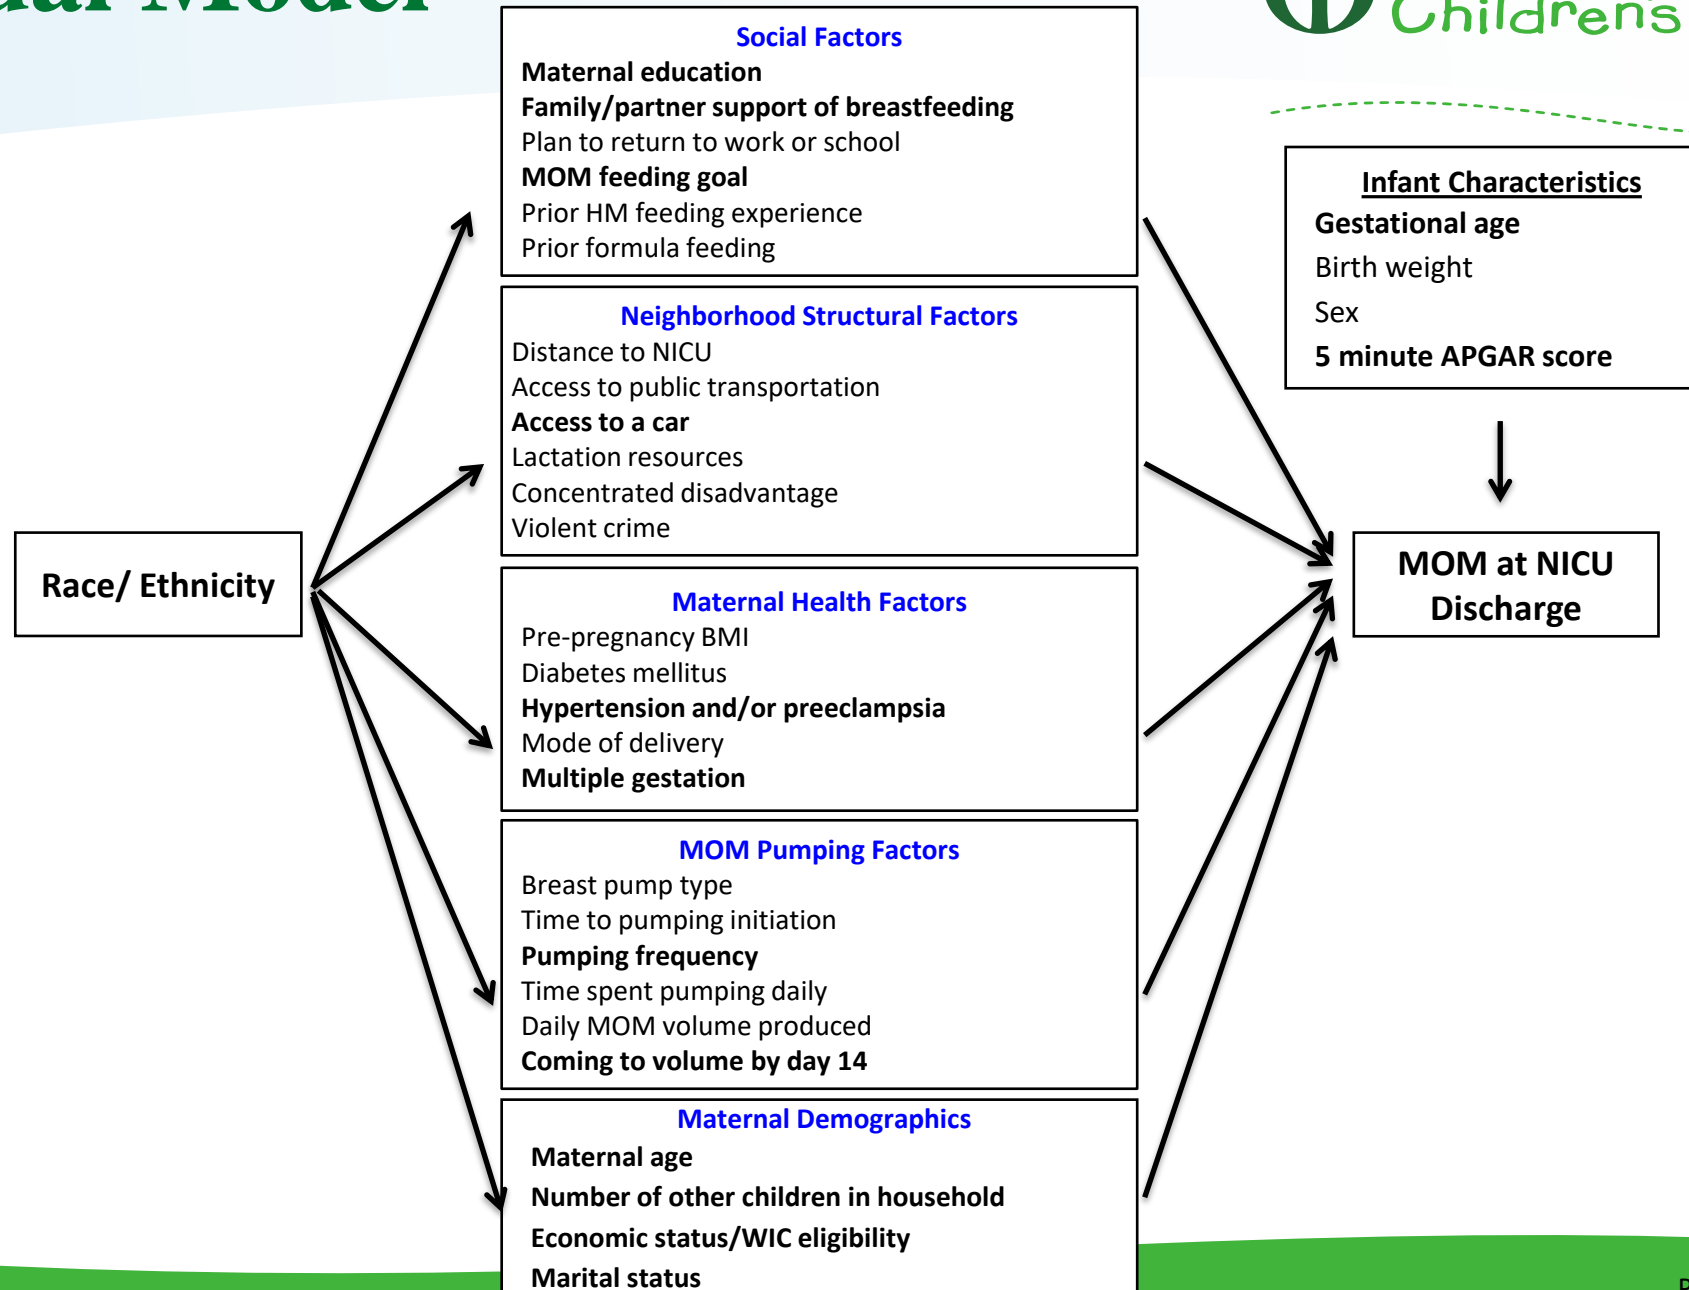 Model
Children's
Social Factors
Maternal education
Family/partner support of breastfeeding
Plan to return to work or school
MOM feeding goal
Prior HM feeding experience
Prior formula feeding
Infant Characteristics
Gestational age
Birth weight
Sex
5 minute APGAR score
Neighborhood Structural Factors
Distance to NICU
Access to public transportation
Access to a car
Lactation resources
Concentrated disadvantage
Violent crime
Race/ Ethnicity
MOM at NICU
Discharge
Maternal Health Factors
Pre-pregnancy BMI
Diabetes mellitus
Hypertension and/or preeclampsia
Mode of delivery
Multiple gestation
MOM Pumping Factors
Breast pump type
Time to pumping initiation
Pumping frequency
Time spent pumping daily
Daily MOM volume produced
Coming to volume by day 14
Maternal Demographics
Maternal age
Number of other children in household
Economic status/WIC eligibility
Marital status